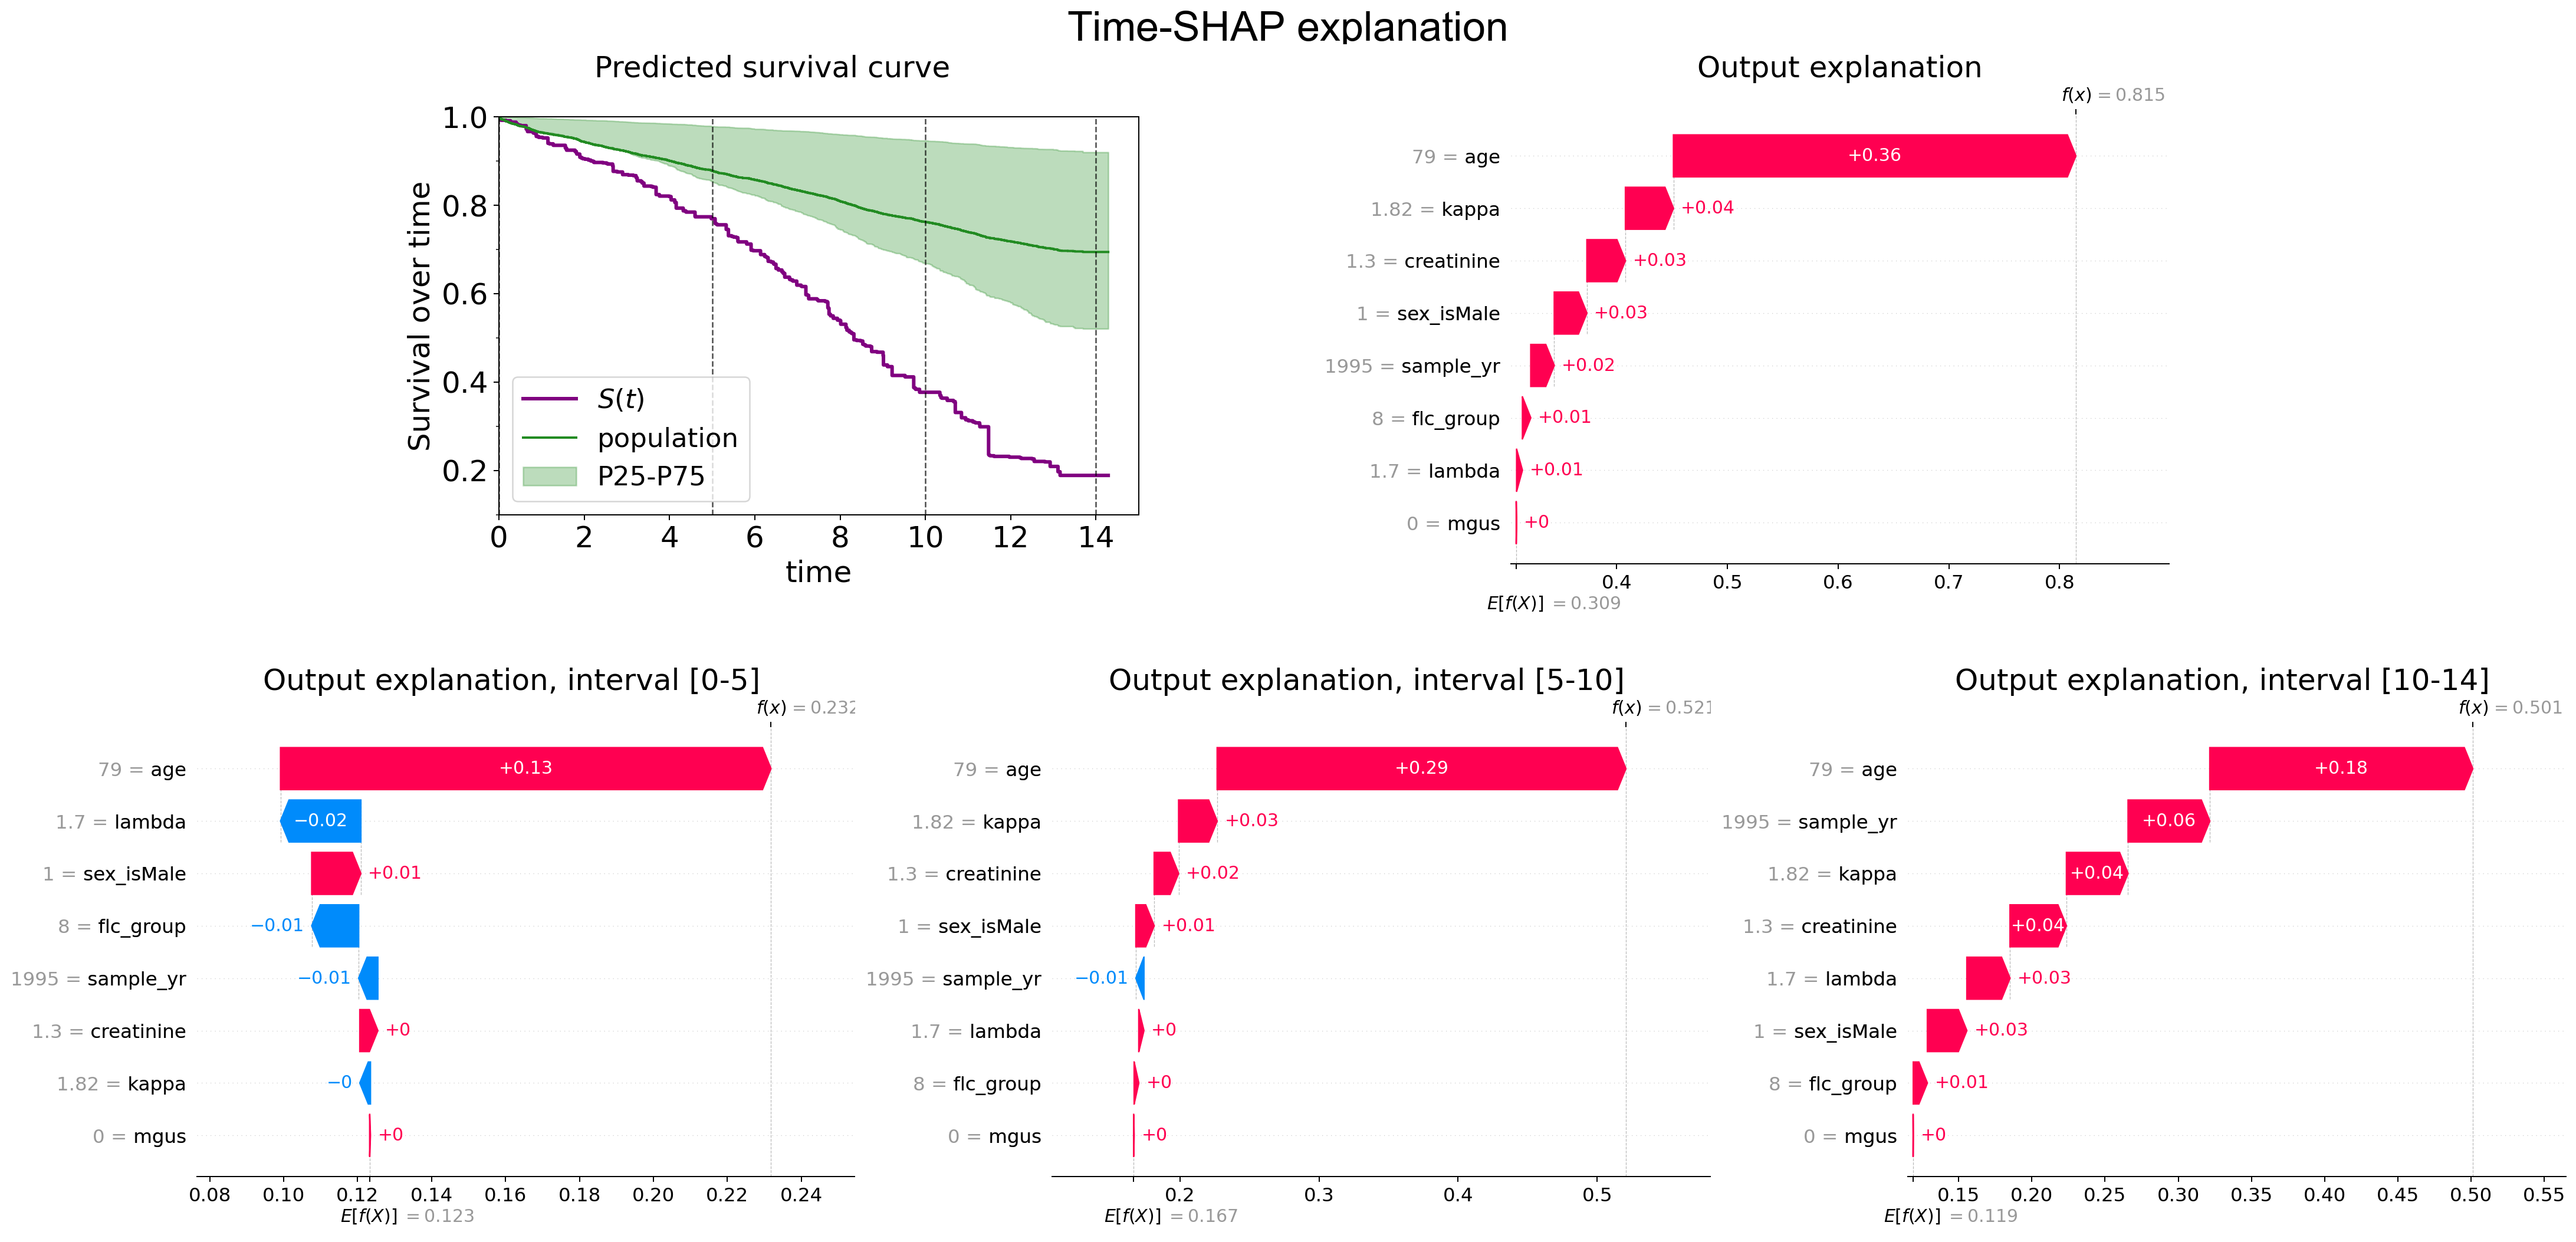 Time-SHAP explanation
Predicted survival curve
Survival over time
1.0
0.8
0.6
0.4
0.2
S(t)
population
P25-P75
0 2 4 6 8 10 12 14
time
Output explanation
f(x) = 0.815
79 = age +0.36
1.82 = kappa +0.04
1.3 = creatinine +0.03
1 = sex_isMale +0.03
1995 = sample_yr +0.02
8 = flc_group +0.01
1.7 = lambda +0.01
0 = mgus +0
0.4 0.5 0.6 0.7 0.8
E[f(X)] = 0.309
Output explanation, interval [0-5]
f(x) = 0.232
79 = age +0.13
1.7 = lambda −0.02
1 = sex_isMale +0.01
8 = flc_group −0.01
1995 = sample_yr −0.01
1.3 = creatinine +0
1.82 = kappa −0
0 = mgus +0
0.08 0.10 0.12 0.14 0.16 0.18 0.20 0.22 0.24
E[f(X)] = 0.123
Output explanation, interval [5-10]
f(x) = 0.521
79 = age +0.29
1.82 = kappa +0.03
1.3 = creatinine +0.02
1 = sex_isMale +0.01
1995 = sample_yr −0.01
1.7 = lambda +0
8 = flc_group +0
0 = mgus +0
0.2 0.3 0.4 0.5
E[f(X)] = 0.167
Output explanation, interval [10-14]
f(x) = 0.501
79 = age +0.18
1995 = sample_yr +0.06
1.82 = kappa +0.04
1.3 = creatinine +0.04
1.7 = lambda +0.03
1 = sex_isMale +0.03
8 = flc_group +0.01
0 = mgus +0
0.15 0.20 0.25 0.30 0.35 0.40 0.45 0.50 0.55
E[f(X)] = 0.119